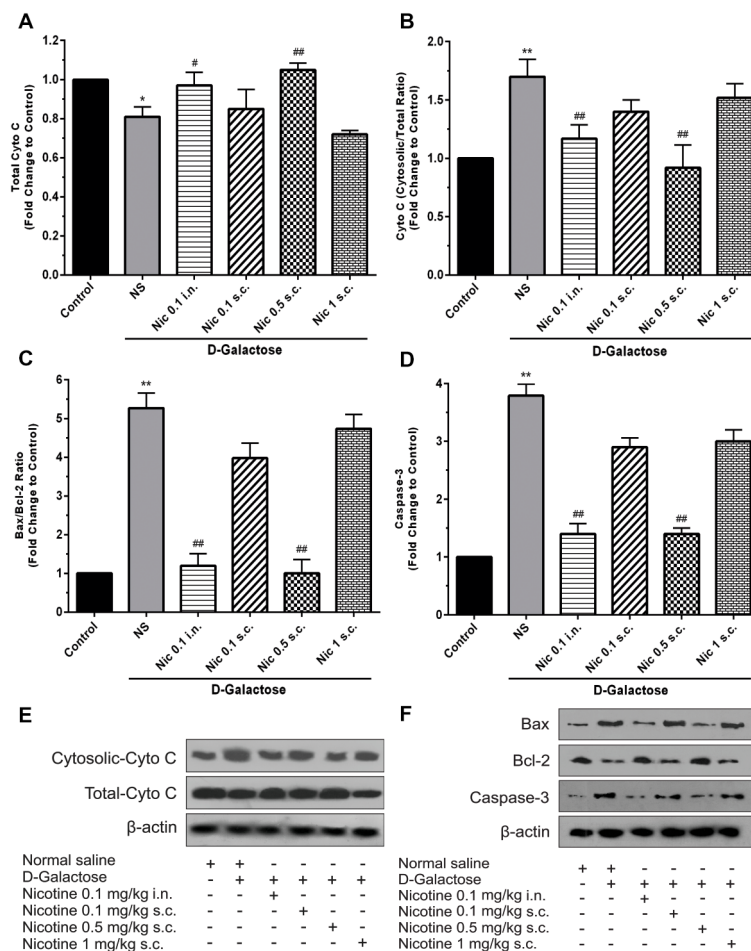 A
Total Cyto C
(Fold Change to Control)
1.2
1.0
0.8
0.6
0.4
0.2
0.0
*
#
##
Control
NS
Nic 0.1 i.n.
Nic 0.1 s.c.
Nic 0.5 s.c.
Nic 1 s.c.
D-Galactose
B
Cyto C (Cytosolic/Total Ratio)
(Fold Change to Control)
2.0
1.5
1.0
0.5
0.0
**
##
##
Control
NS
Nic 0.1 i.n.
Nic 0.1 s.c.
Nic 0.5 s.c.
Nic 1 s.c.
D-Galactose
C
Bax/Bcl-2 Ratio
(Fold Change to Control)
6
5
4
3
2
1
0
**
##
##
Control
NS
Nic 0.1 i.n.
Nic 0.1 s.c.
Nic 0.5 s.c.
Nic 1 s.c.
D-Galactose
D
Caspase-3
(Fold Change to Control)
4
3
2
1
0
**
##
##
Control
NS
Nic 0.1 i.n.
Nic 0.1 s.c.
Nic 0.5 s.c.
Nic 1 s.c.
D-Galactose
E
Cytosolic-Cyto C
Total-Cyto C
β-actin
Normal saline + + - - - -
D-Galactose - + + + + +
Nicotine 0.1 mg/kg i.n. - - + - - -
Nicotine 0.1 mg/kg s.c. - - - + - -
Nicotine 0.5 mg/kg s.c. - - - - + -
Nicotine 1 mg/kg s.c. - - - - - +
F
Bax
Bcl-2
Caspase-3
β-actin
Normal saline + + - - - -
D-Galactose - + + + + +
Nicotine 0.1 mg/kg i.n. - - + - - -
Nicotine 0.1 mg/kg s.c. - - - + - -
Nicotine 0.5 mg/kg s.c. - - - - + -
Nicotine 1 mg/kg s.c. - - - - - +